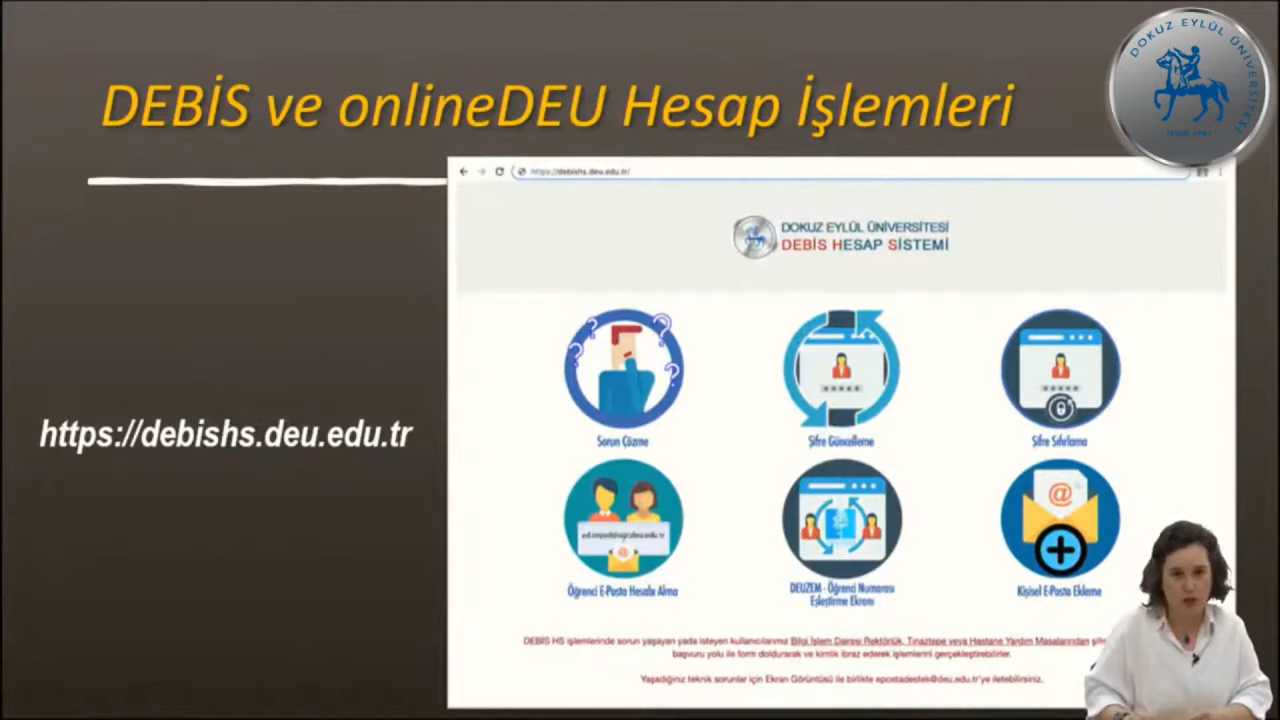 DEBİS ve onlineDEU Hesap İşlemleri
DOKUZ EYLÜL ÜNİVERSİTESİ
https://debishs.deu.edu.tr/
DOKUZ EYLÜL ÜNİVERSİTESİ
DEBİS HESAP SİSTEMİ
https://debishs.deu.edu.tr
Sorun Çözme
Şifre Güncelleme
Şifre Sıfırlama
Öğrenci E-Posta Hesabı Alma
DEUZEM - Öğrenci Numarası
Eşleştirme Ekranı
Kişisel E-Posta Ekleme
DEBİS HS işlemlerinde sorun yaşayan yada isteyen kullanıcılarımız Bilgi İşlem Dairesi Rektörlük, Tınaztepe veya Hastane Yardım Masalarından
başvuru yolu ile form doldurarak ve kimlik ibraz ederek işlemlerini gerçekleştirebilirler.
Yaşadığınız teknik sorunlar için Ekran Görüntüsü ile birlikte epostadestek@deu.edu.tr'ye iletebilirsiniz.